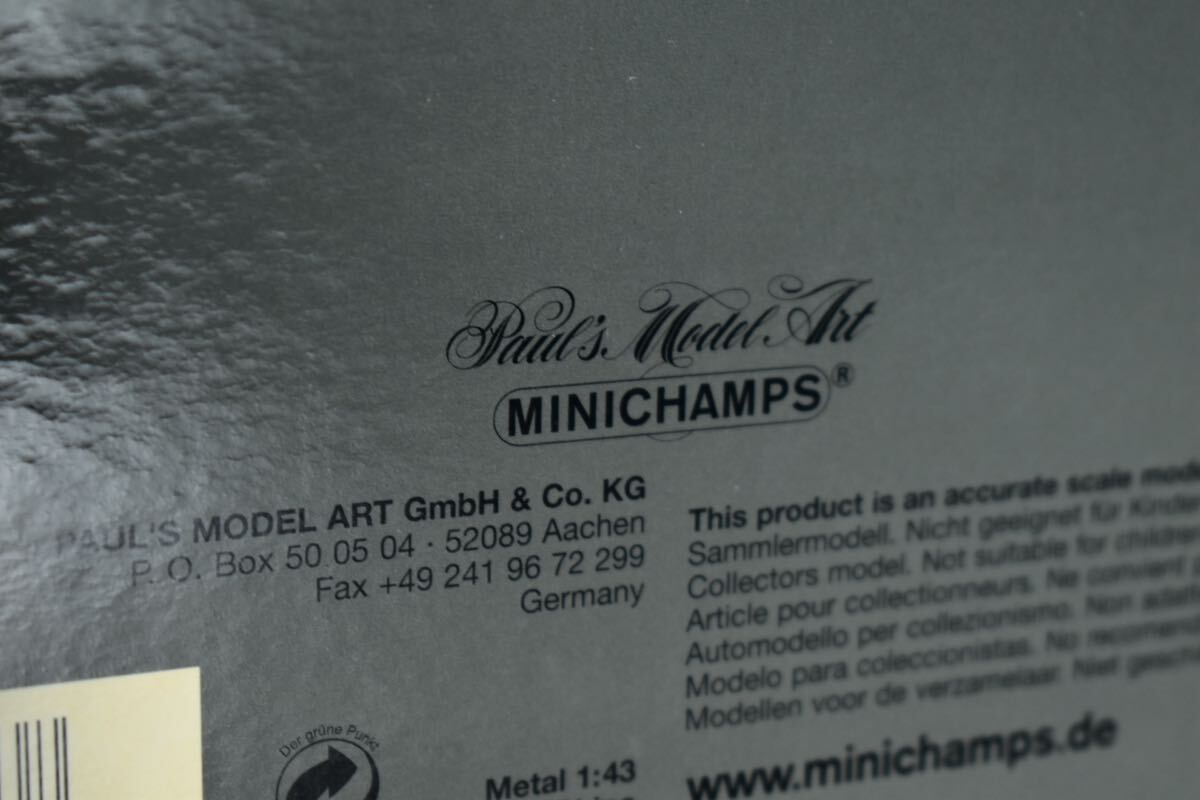 Paul's Model Art
MINICHAMPS®
PAUL'S MODEL ART GmbH & Co. KG
P. O. Box 50 05 04 · 52089 Aachen
Fax +49 241 96 72 299
Germany
This product is an accurate scale
Sammlermodell. Nicht geeignet für
Collectors model. Not suitable for
Article pour collectionneurs. Ne convient
Automodello per collezionismo. Non
Modelo para coleccionistas. No
Modellen voor de verzamelaar. Niet
www.minichamps.de
Der grüne Punkt
Metal 1:43